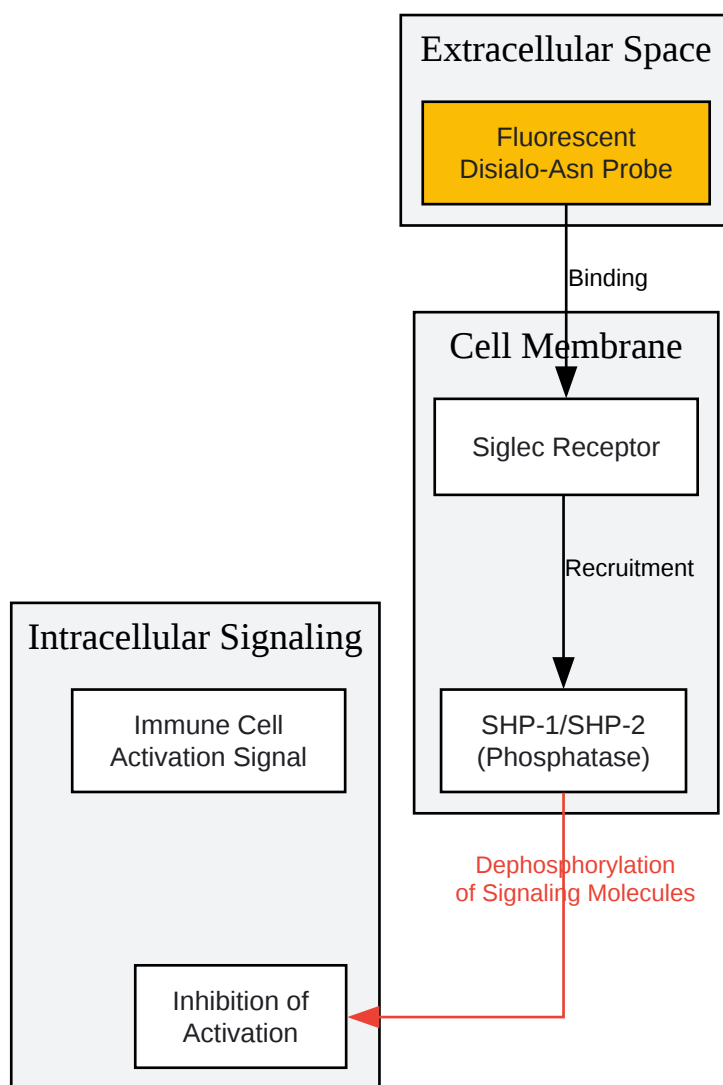 Extracellular Space
Fluorescent
Disialo-Asn Probe
Binding
Cell Membrane
Siglec Receptor
Recruitment
Intracellular Signaling
Immune Cell
Activation Signal
SHP-1/SHP-2
(Phosphatase)
Dephosphorylation
of Signaling Molecules
Inhibition of
Activation